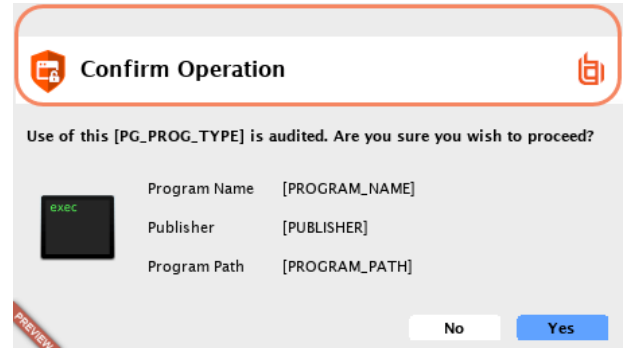 Confirm Operation
Use of this [PG_PROG_TYPE] is audited. Are you sure you wish to proceed?
exec
Program Name [PROGRAM_NAME]
Publisher [PUBLISHER]
Program Path [PROGRAM_PATH]
No Yes
PREVIEW